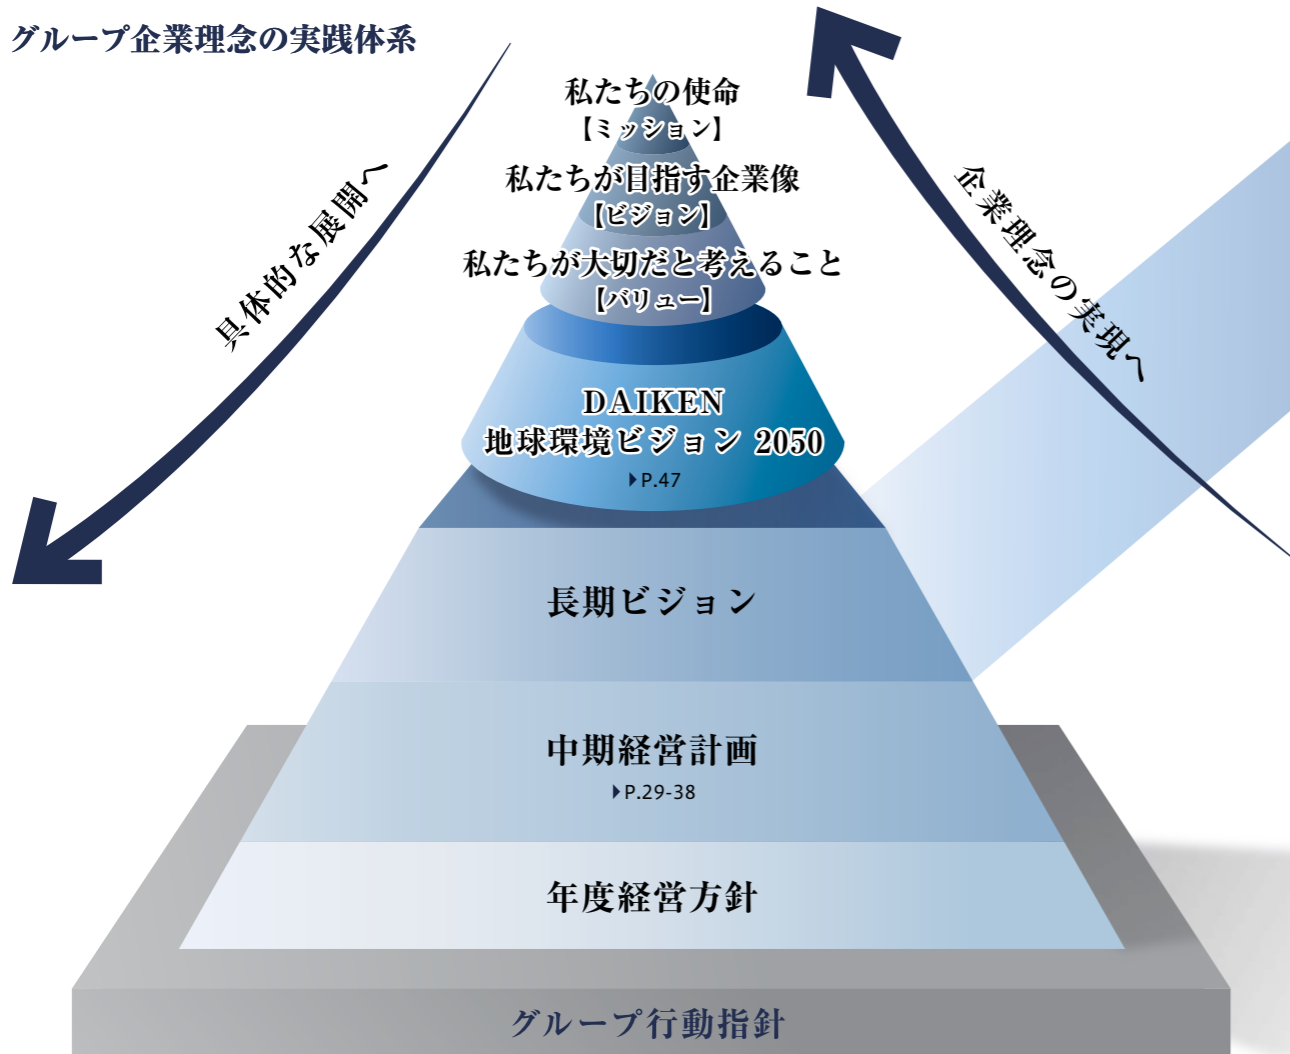 グループ企業理念の実践体系
私たちの使命
【ミッション】
私たちが目指す企業像
【ビジョン】
私たちが大切だと考えること
【バリュー】
具体的な展開へ
企業理念の実現へ
DAIKEN
地球環境ビジョン 2050
P.47
長期ビジョン
中期経営計画
P.29-38
年度経営方針
グループ行動指針